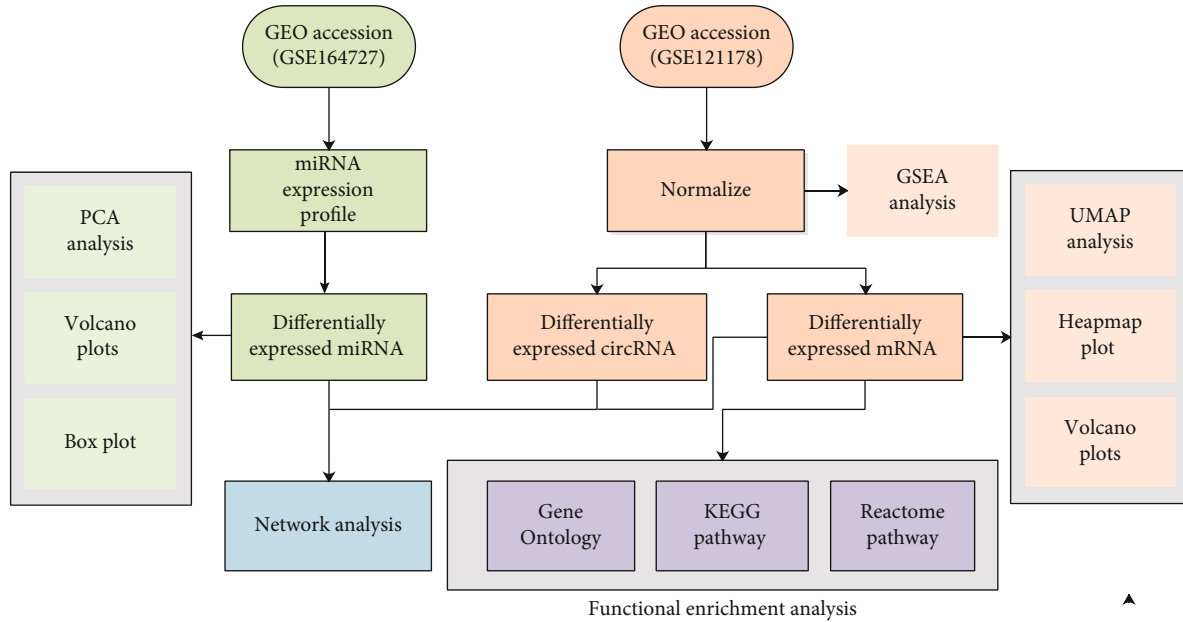 GEO accession
(GSE164727)
GEO accession
(GSE121178)
miRNA
expression
profile
Normalize
GSEA
analysis
PCA
analysis
UMAP
analysis
Volcano
plots
Differentially
expressed miRNA
Differentially
expressed circRNA
Differentially
expressed mRNA
Heapmap
plot
Box plot
Volcano
plots
Network analysis
Gene
Ontology
KEGG
pathway
Reactome
pathway
Functional enrichment analysis